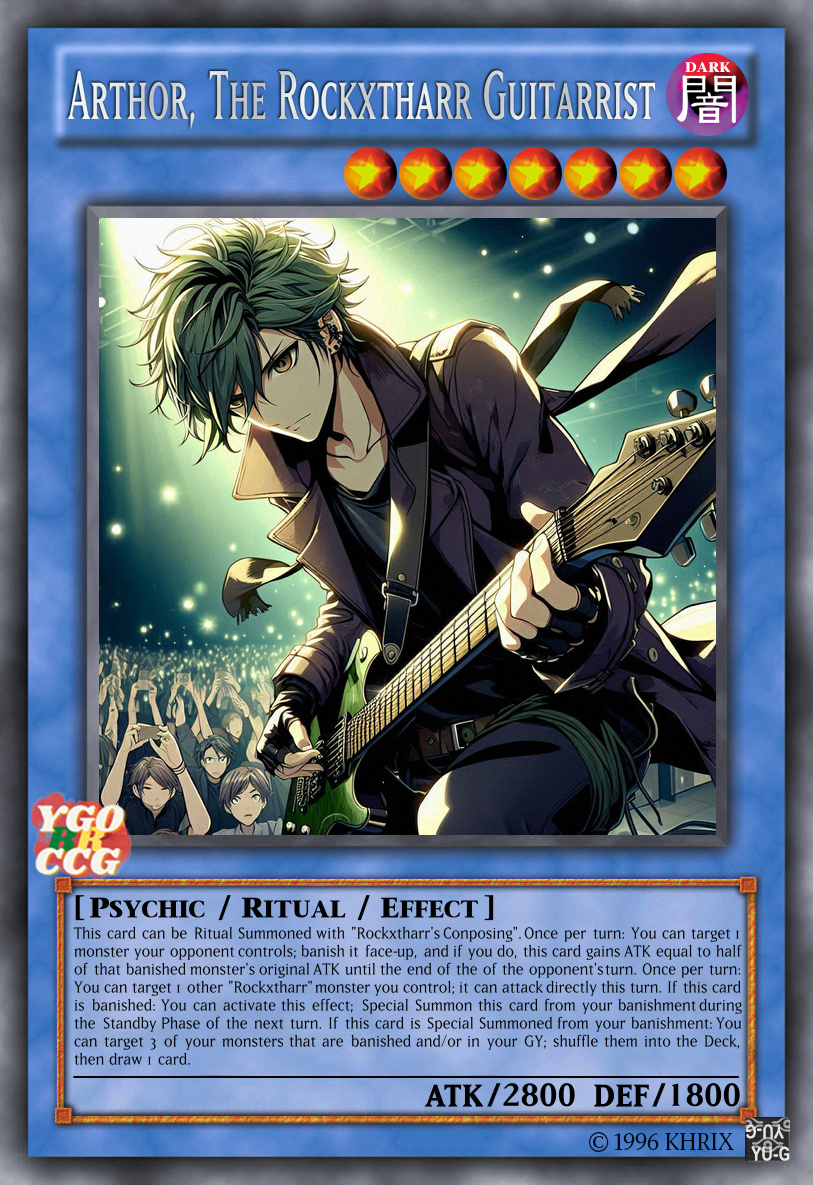 ARTHOR, THE ROCKXTHARR GUITARRIST
DARK
闇
YGO
BR
CCG
[ PSYCHIC / RITUAL / EFFECT ]
This card can be Ritual Summoned with "Rockxtharr's Conposing". Once per turn: You can target 1
monster your opponent controls; banish it face-up, and if you do, this card gains ATK equal to half
of that banished monster's original ATK until the end of the of the opponent's turn. Once per turn:
You can target 1 other "Rockxtharr" monster you control; it can attack directly this turn. If this card
is banished: You can activate this effect; Special Summon this card from your banishment during
the Standby Phase of the next turn. If this card is Special Summoned from your banishment: You
can target 3 of your monsters that are banished and/or in your GY; shuffle them into the Deck,
then draw 1 card.
ATK/2800 DEF/1800
© 1996 KHRIX
YU-G